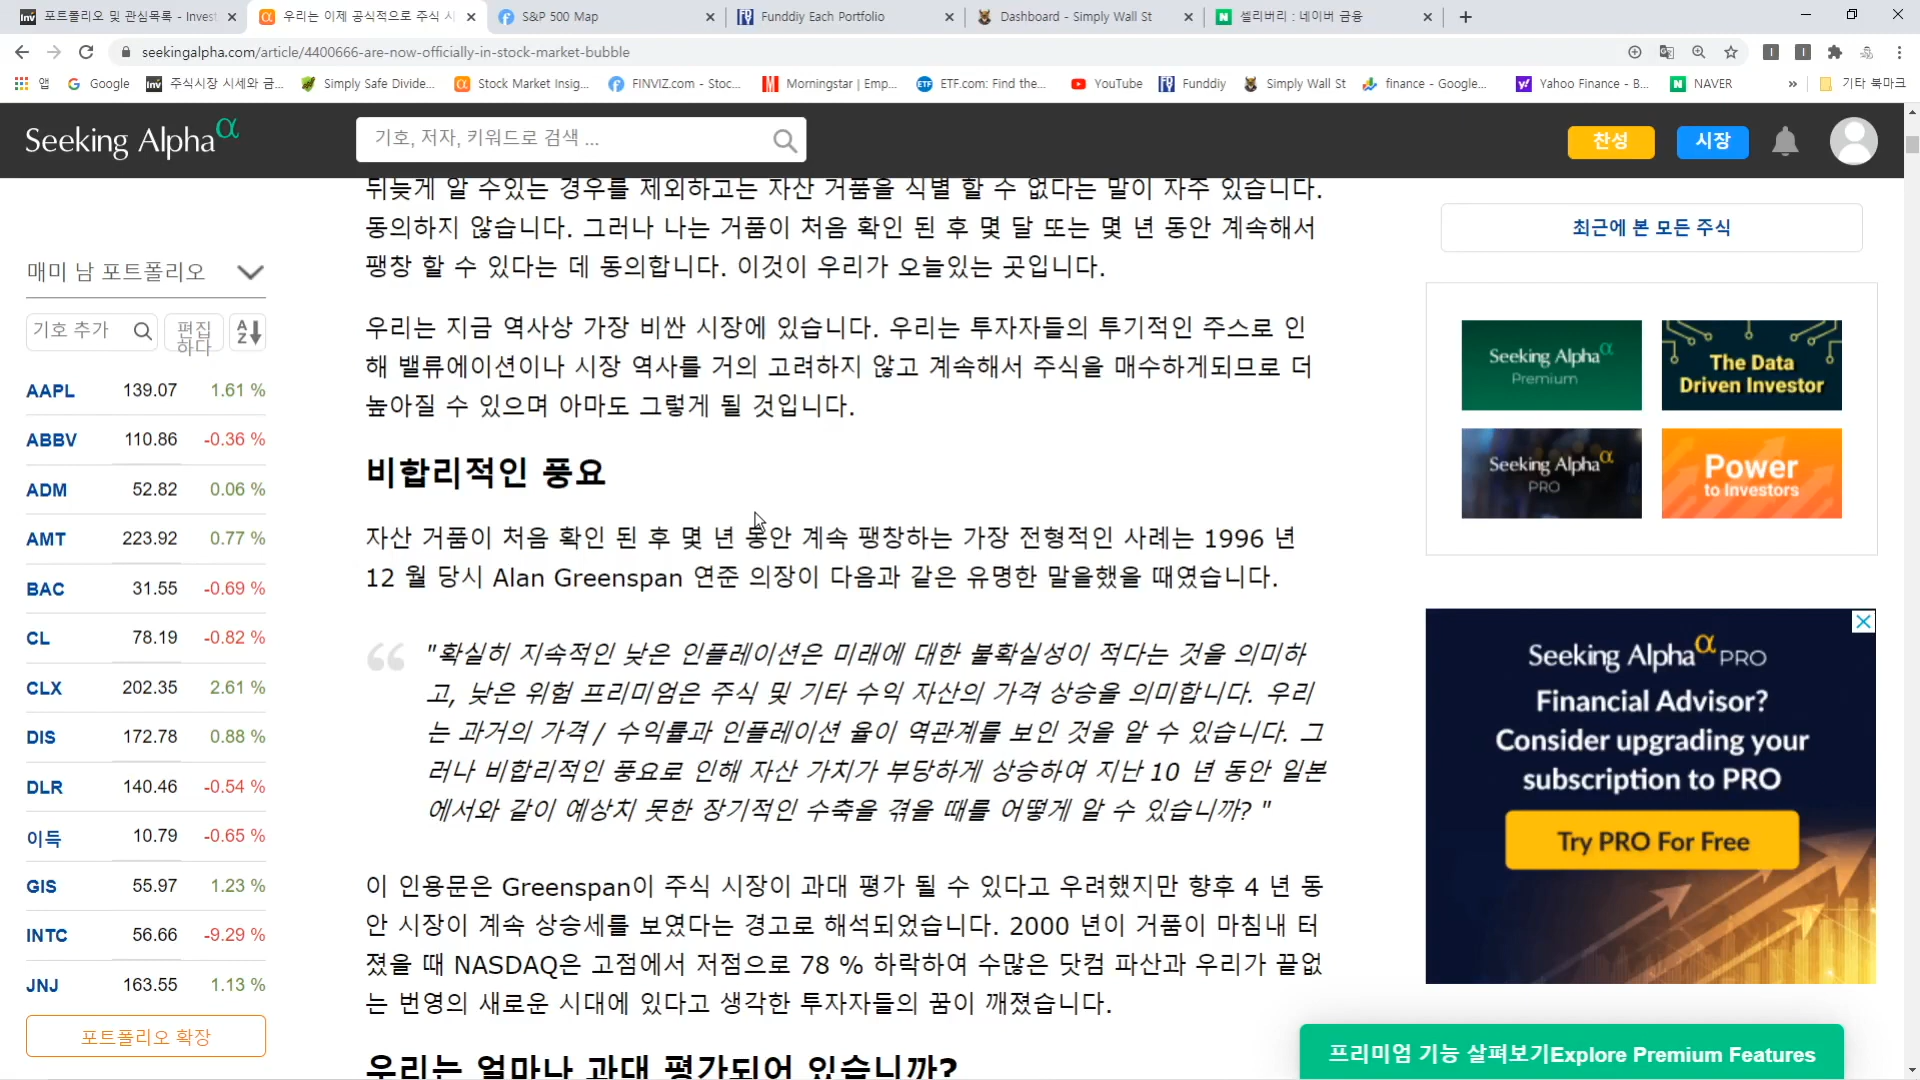 포트폴리오 및 관심목록 - Invest
우리는 이제 공식적으로 주식 시
S&P 500 Map
Funddiy Each Portfolio
Dashboard - Simply Wall St
셀리버리 : 네이버 금융
seekingalpha.com/article/4400666-are-now-officially-in-stock-market-bubble
앱
Google
주식시장 시세와 금...
Simply Safe Divide...
Stock Market Insig...
FINVIZ.com - Stoc...
Morningstar | Emp...
ETF.com: Find the...
YouTube
Funddiy
Simply Wall St
finance - Google...
Yahoo Finance - B...
NAVER
»
기타 북마크
Seeking Alpha α
기호, 저자, 키워드로 검색 ...
찬성
시장
매미 남 포트폴리오
기호 추가
편집
하다
AAPL 139.07 1.61 %
ABBV 110.86 -0.36 %
ADM 52.82 0.06 %
AMT 223.92 0.77 %
BAC 31.55 -0.69 %
CL 78.19 -0.82 %
CLX 202.35 2.61 %
DIS 172.78 0.88 %
DLR 140.46 -0.54 %
이득 10.79 -0.65 %
GIS 55.97 1.23 %
INTC 56.66 -9.29 %
JNJ 163.55 1.13 %
포트폴리오 확장
뒤늦게 알 수있는 경우를 제외하고는 자산 거품을 식별 할 수 없다는 말이 자주 있습니다.
동의하지 않습니다. 그러나 나는 거품이 처음 확인 된 후 몇 달 또는 몇 년 동안 계속해서
팽창 할 수 있다는 데 동의합니다. 이것이 우리가 오늘있는 곳입니다.
우리는 지금 역사상 가장 비싼 시장에 있습니다. 우리는 투자자들의 투기적인 주스로 인
해 밸류에이션이나 시장 역사를 거의 고려하지 않고 계속해서 주식을 매수하게되므로 더
높아질 수 있으며 아마도 그렇게 될 것입니다.
비합리적인 풍요
자산 거품이 처음 확인 된 후 몇 년 동안 계속 팽창하는 가장 전형적인 사례는 1996 년
12 월 당시 Alan Greenspan 연준 의장이 다음과 같은 유명한 말을했을 때였습니다.
"확실히 지속적인 낮은 인플레이션은 미래에 대한 불확실성이 적다는 것을 의미하
고, 낮은 위험 프리미엄은 주식 및 기타 수익 자산의 가격 상승을 의미합니다. 우리
는 과거의 가격 / 수익률과 인플레이션 율이 역관계를 보인 것을 알 수 있습니다. 그
러나 비합리적인 풍요로 인해 자산 가치가 부당하게 상승하여 지난 10 년 동안 일본
에서와 같이 예상치 못한 장기적인 수축을 겪을 때를 어떻게 알 수 있습니까? "
이 인용문은 Greenspan이 주식 시장이 과대 평가 될 수 있다고 우려했지만 향후 4 년 동
안 시장이 계속 상승세를 보였다는 경고로 해석되었습니다. 2000 년이 거품이 마침내 터
졌을 때 NASDAQ은 고점에서 저점으로 78 % 하락하여 수많은 닷컴 파산과 우리가 끝없
는 번영의 새로운 시대에 있다고 생각한 투자자들의 꿈이 깨졌습니다.
우리는 얼마나 과대 평가되어 있습니까?
최근에 본 모든 주식
Seeking Alpha α
Premium
The Data
Driven Investor
Seeking Alpha α
PRO
Power
to Investors
Seeking Alpha α PRO
Financial Advisor?
Consider upgrading your
subscription to PRO
Try PRO For Free
프리미엄 기능 살펴보기Explore Premium Features